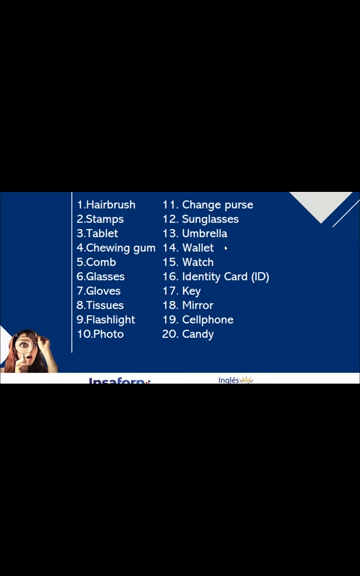 1.Hairbrush
2.Stamps
3.Tablet
4.Chewing gum
5.Comb
6.Glasses
7.Gloves
8.Tissues
9.Flashlight
10.Photo
11. Change purse
12. Sunglasses
13. Umbrella
14. Wallet
15. Watch
16. Identity Card (ID)
17. Key
18. Mirror
19. Cellphone
20. Candy
Insaforp
Inglés